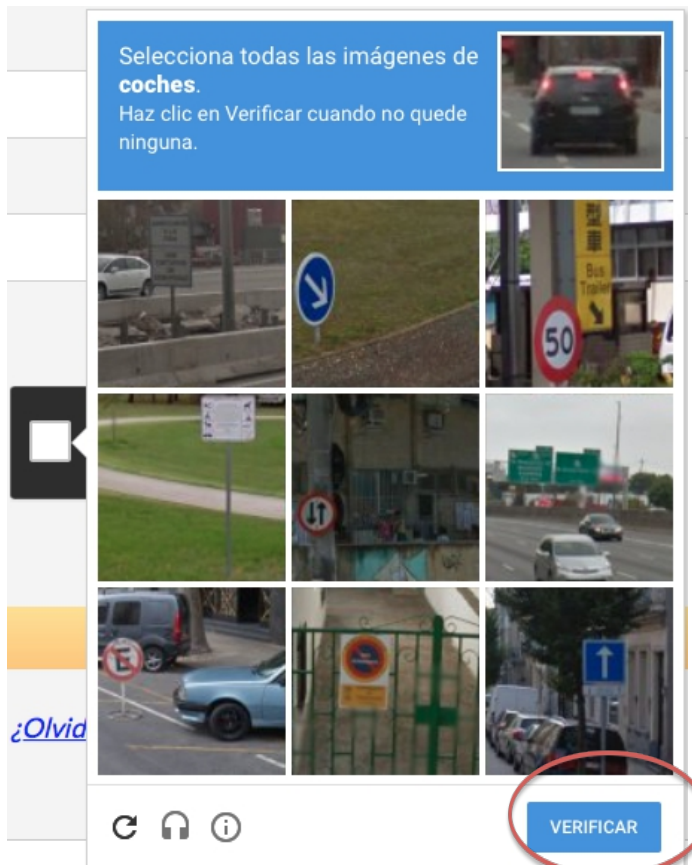 Selecciona todas las imágenes de
coches.
Haz clic en Verificar cuando no quede
ninguna.
型
車
Bus
Trailer
50
E
¿Olvid
VERIFICAR